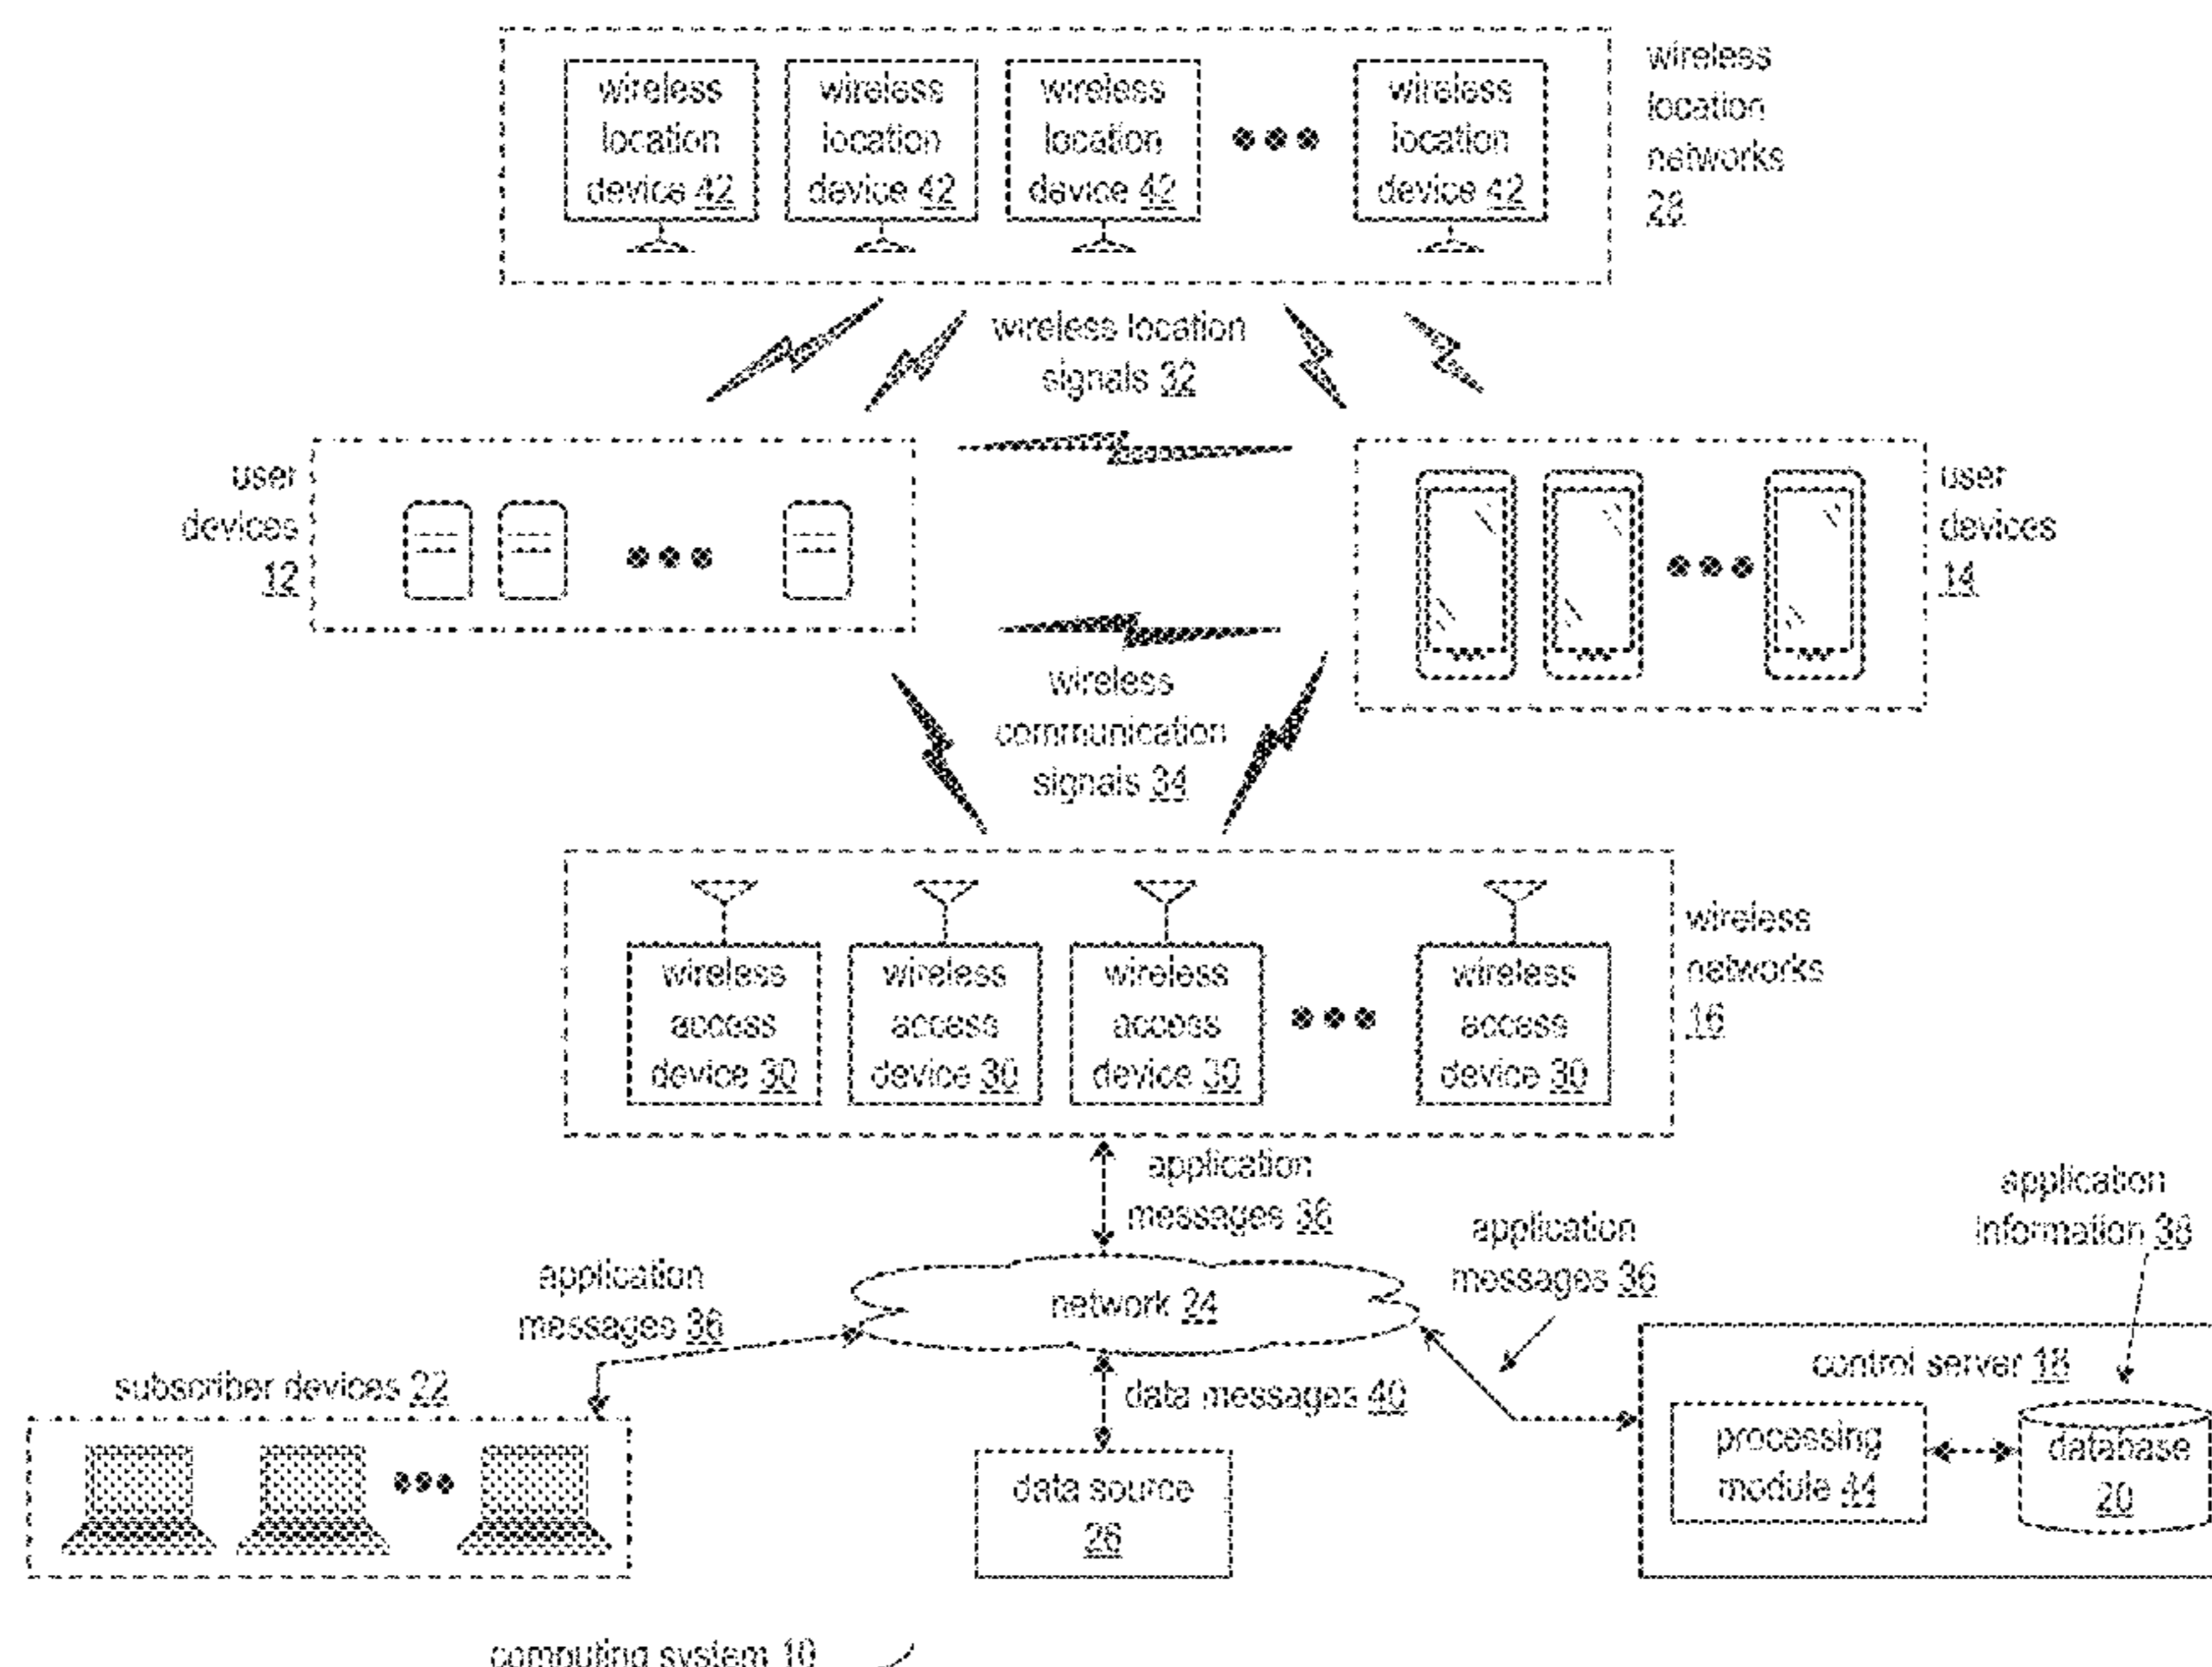 wireless
location
device 42
wireless
location
device 42
wireless
location
device 42
wireless
location
device 42
wireless
location
networks
28
wireless location
signals 32
user
devices
12
user
devices
14
wireless
communication
signals 34
wireless
access
device 30
wireless
access
device 30
wireless
access
device 30
wireless
access
device 30
wireless
networks
16
application
messages 36
application
messages 36
application
messages 36
application
information 38
network 24
subscriber devices 22
data messages 40
data source
26
control server 18
processing
module 44
database
20
computing system 10